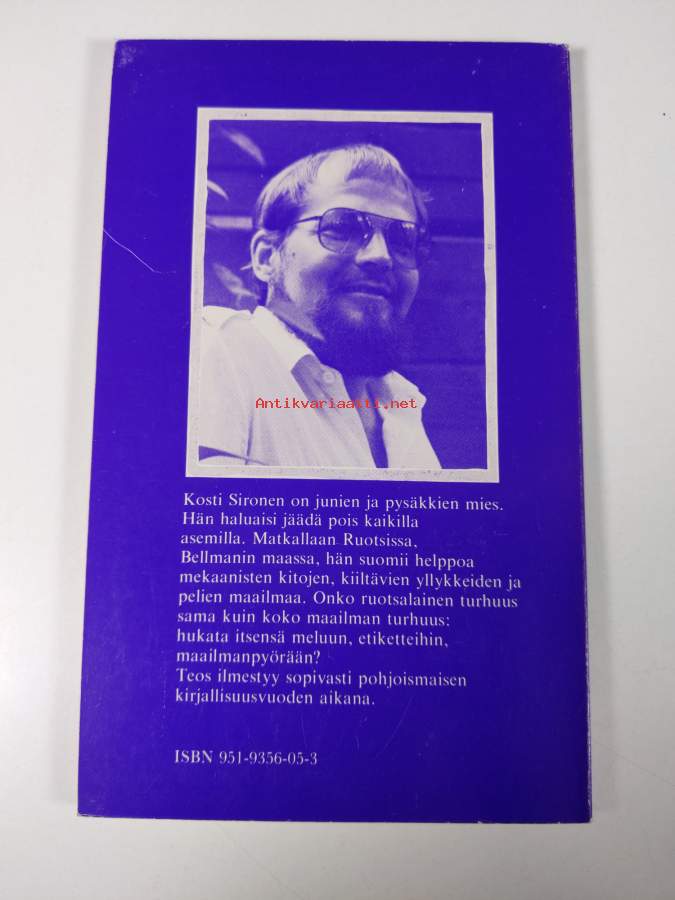 Antikvariaatti.net
Kosti Sironen on junien ja pysäkkien mies.
Hän haluaisi jäädä pois kaikilla
asemilla. Matkallaan Ruotsissa,
Bellmanin maassa, hän suomii helppoa
mekaanisten kitojen, kiiltävien yllykkeiden ja
pelien maailmaa. Onko ruotsalainen turhuus
sama kuin koko maailman turhuus:
hukata itsensä meluun, etiketteihin,
maailmanpyörään?
Teos ilmestyy sopivasti pohjoismaisen
kirjallisuusvuoden aikana.
ISBN 951-9356-05-3